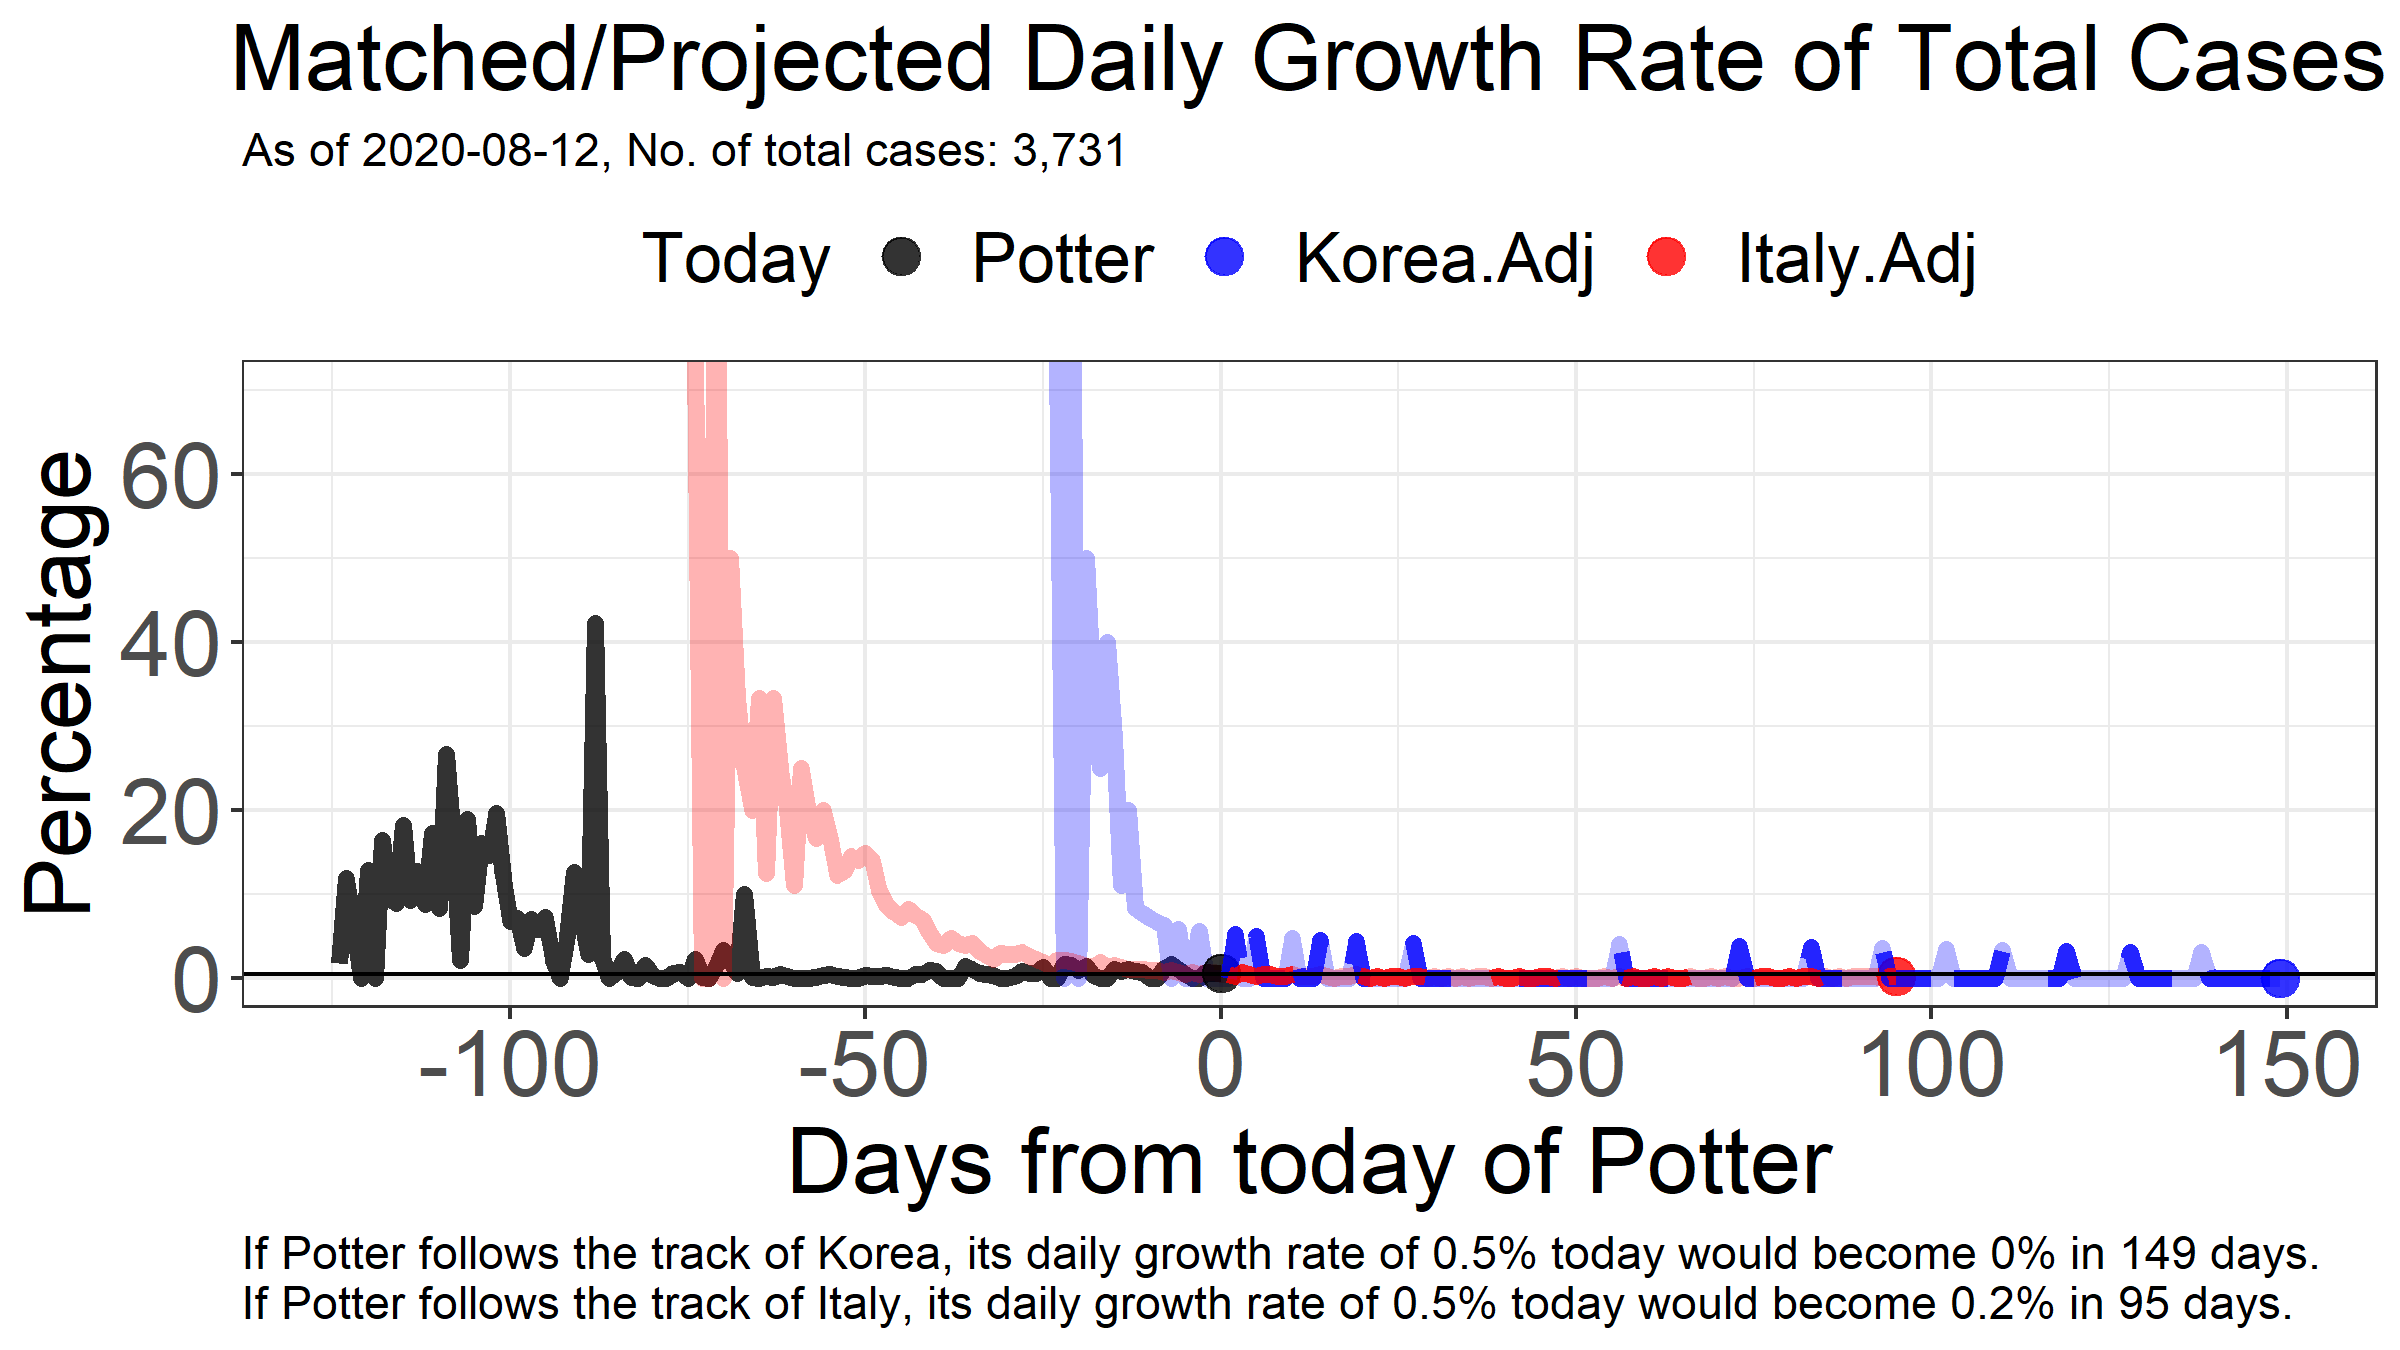 Matched/Projected Daily Growth Rate of Total Cases
As of 2020-08-12, No. of total cases: 3,731
Today Potter Korea.Adj Italy.Adj
Percentage
60
40
20
0
-100 -50 0 50 100 150
Days from today of Potter
If Potter follows the track of Korea, its daily growth rate of 0.5% today would become 0% in 149 days.
If Potter follows the track of Italy, its daily growth rate of 0.5% today would become 0.2% in 95 days.